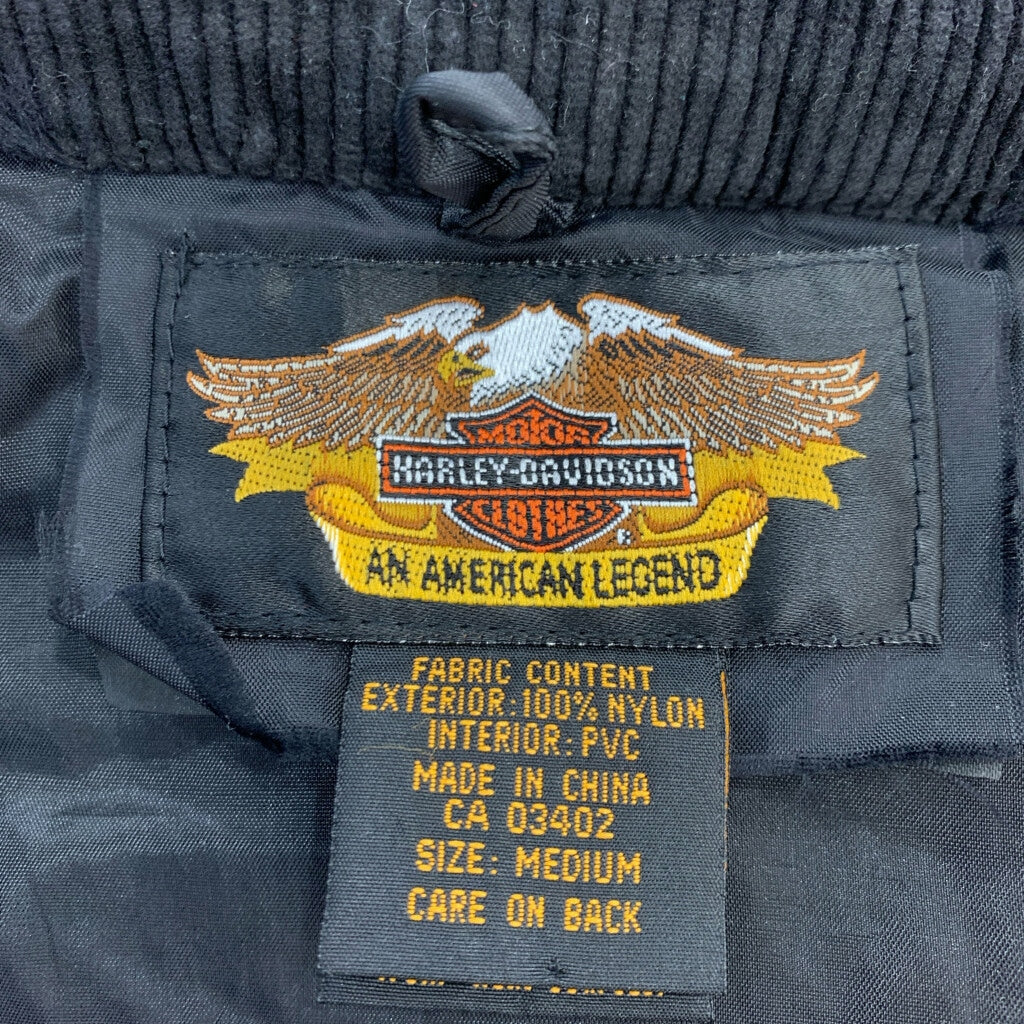 MOTOR
HARLEY-DAVIDSON
CLOTHES
®
AN AMERICAN LEGEND
FABRIC CONTENT
EXTERIOR: 100% NYLON
INTERIOR: PVC
MADE IN CHINA
CA 03402
SIZE: MEDIUM
CARE ON BACK